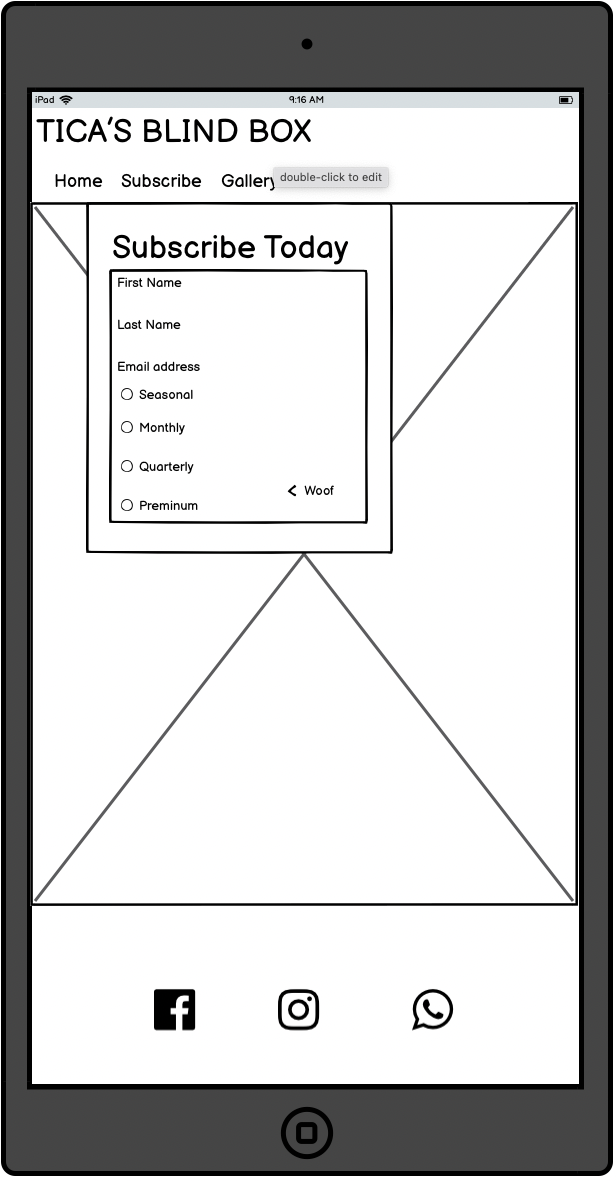 iPad 9:16 AM
TICA'S BLIND BOX
Home Subscribe Gallery
double-click to edit
Subscribe Today
First Name
Last Name
Email address
Seasonal
Monthly
Quarterly
Woof
Preminum